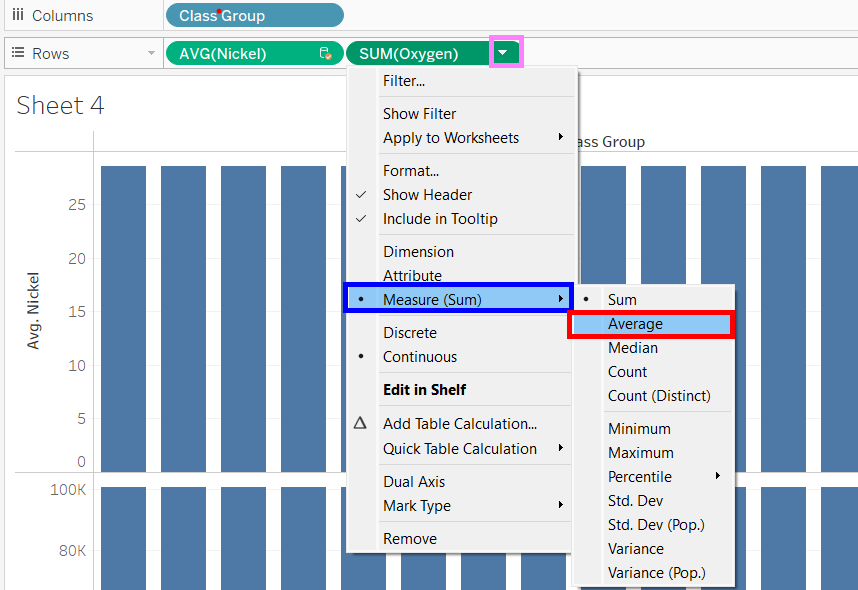 Columns
Class Group
Rows
AVG(Nickel)
SUM(Oxygen)
Sheet 4
ass Group
Avg. Nickel
25
20
15
10
5
0
100K
80K
Filter...
Show Filter
Apply to Worksheets
Format...
Show Header
Include in Tooltip
Dimension
Attribute
Measure (Sum)
Discrete
Continuous
Edit in Shelf
Add Table Calculation...
Quick Table Calculation
Dual Axis
Mark Type
Remove
Sum
Average
Median
Count
Count (Distinct)
Minimum
Maximum
Percentile
Std. Dev
Std. Dev (Pop.)
Variance
Variance (Pop.)